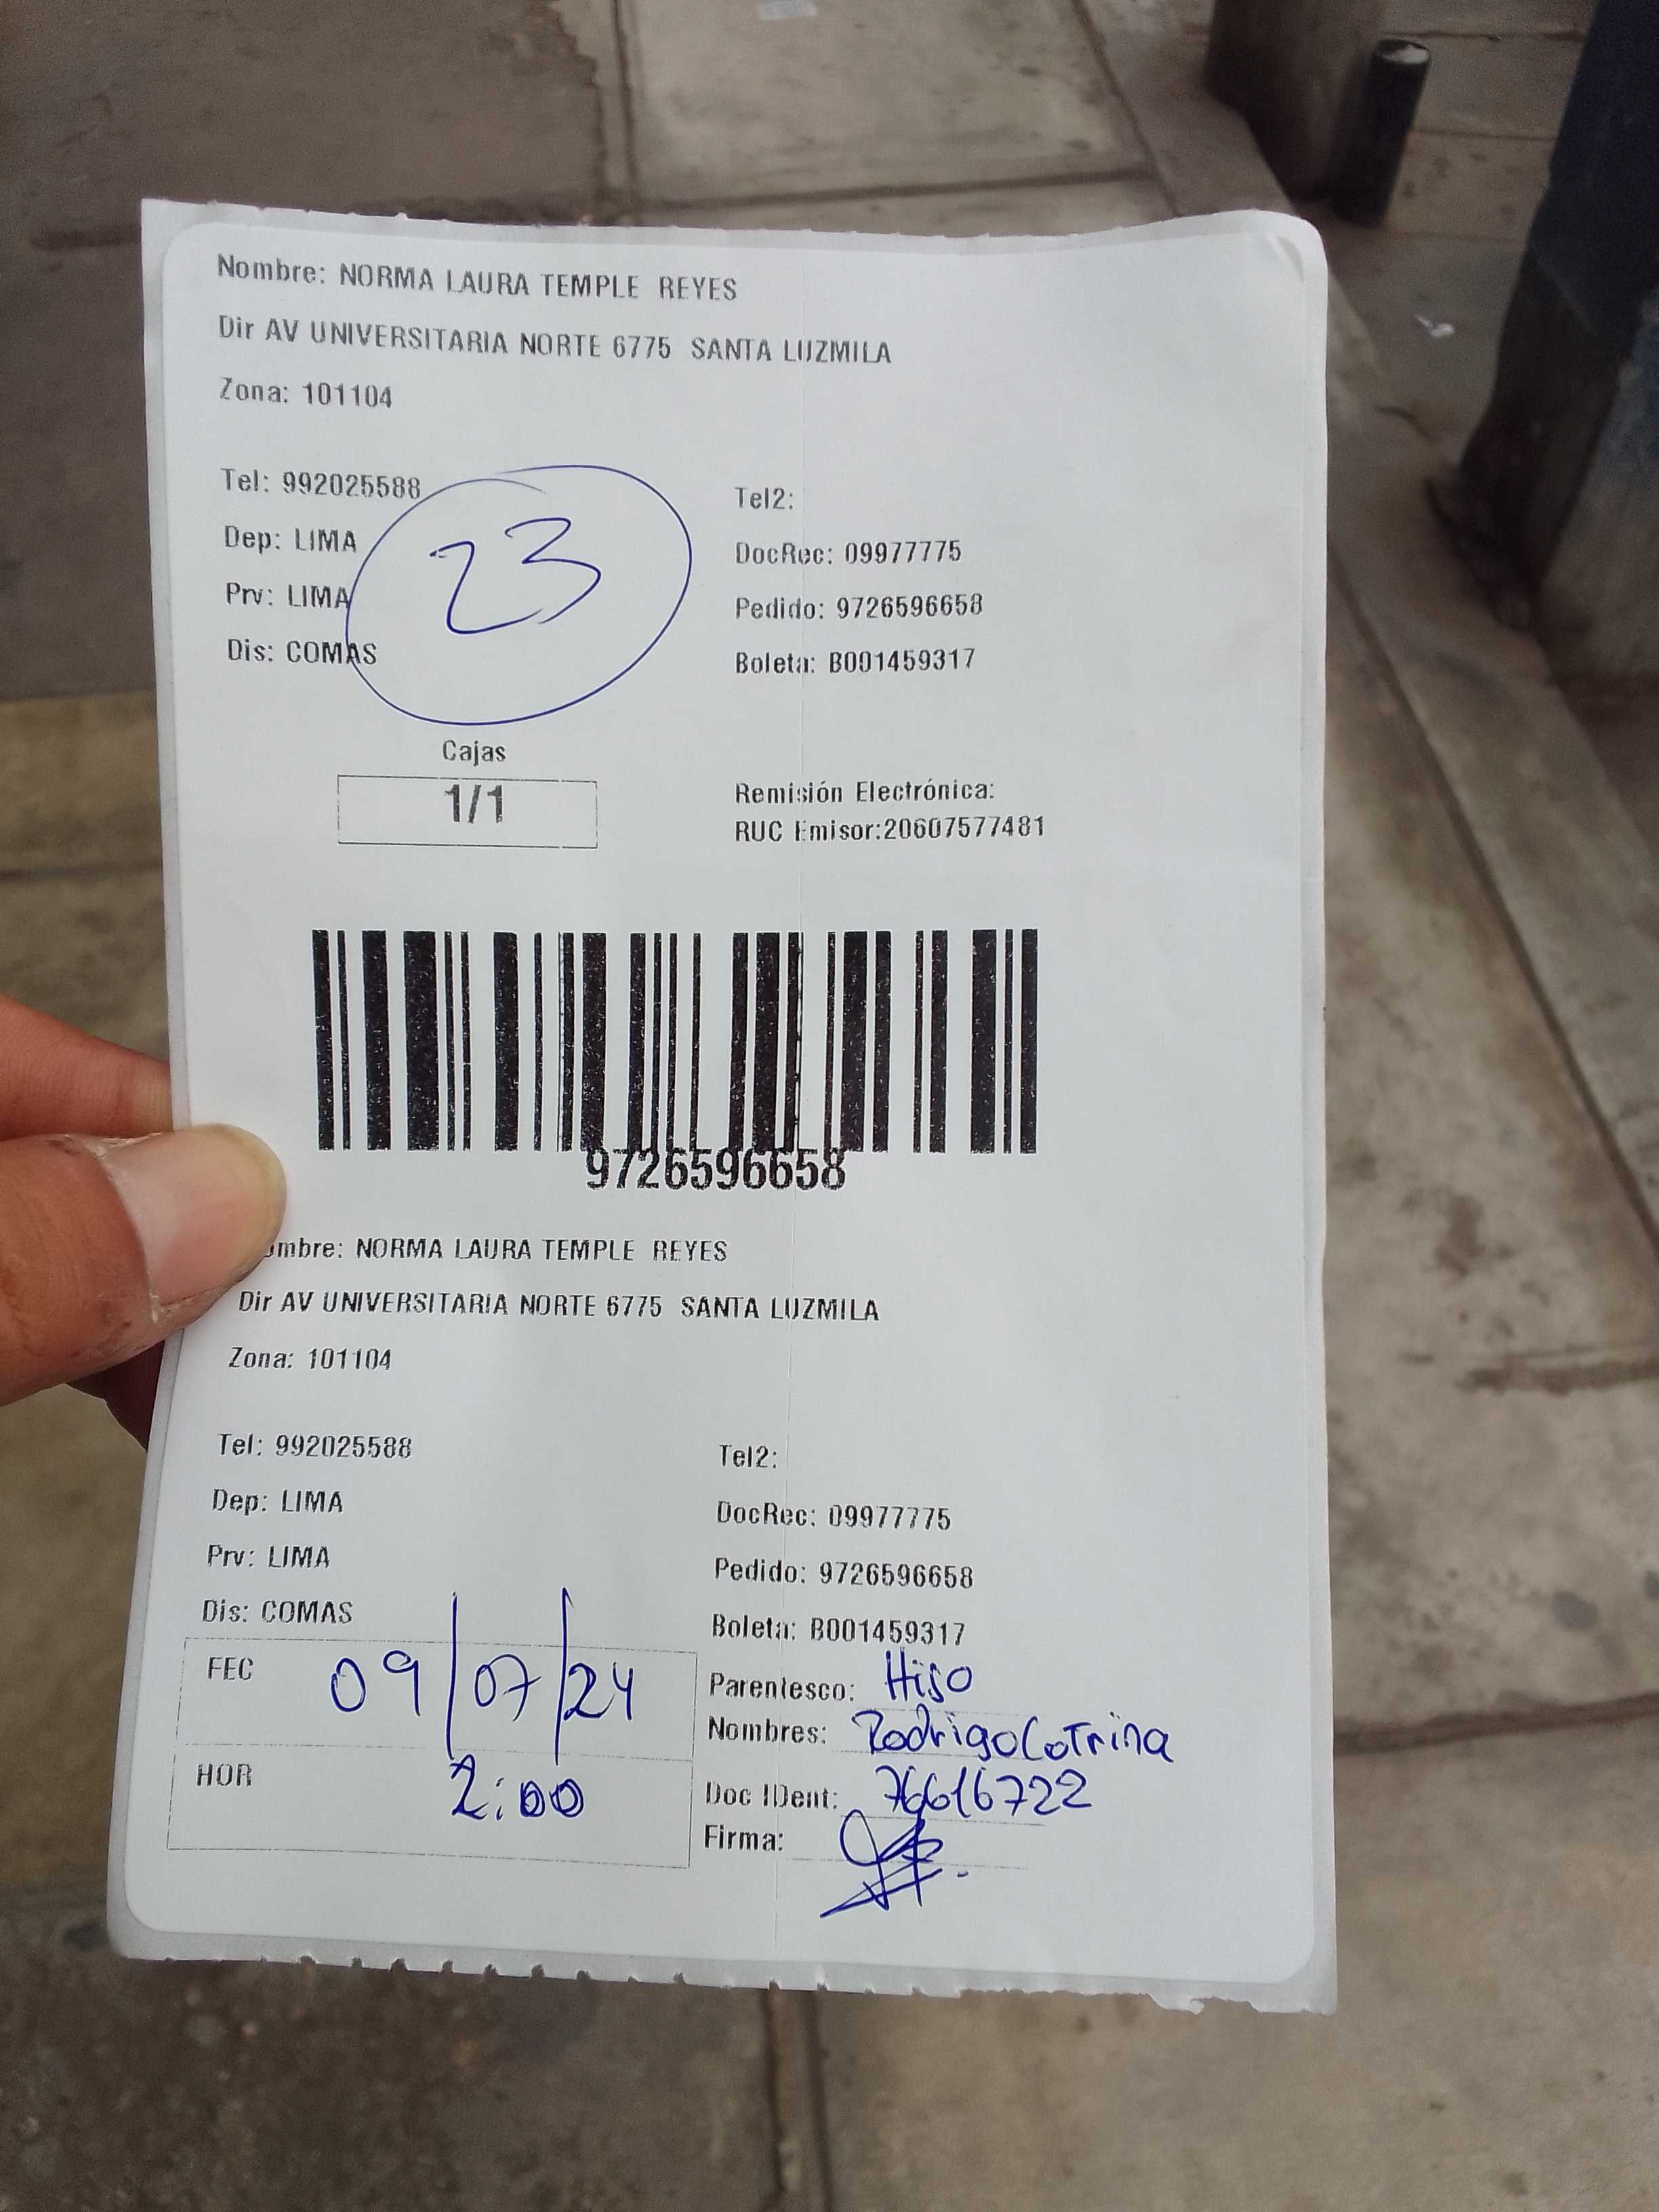 Nombre: NORMA LAURA TEMPLE REYES
Dir AV UNIVERSITARIA NORTE 6775 SANTA LUZMILA
Zona: 101104
Tel: 992025588
Tel2:
Dep: LIMA
DocRec: 09977775
Prv: LIMA
Pedido: 9726596658
Dis: COMAS
Boleta: B001459317
23
Cajas
1/1
Remisión Electrónica:
RUC Emisor:20607577481
9726596658
ombre: NORMA LAURA TEMPLE REYES
Dir AV UNIVERSITARIA NORTE 6775 SANTA LUZMILA
Zona: 101104
Tel: 992025588
Tel2:
Dep: LIMA
DocRec: 09977775
Prv: LIMA
Pedido: 9726596658
Dis: COMAS
Boleta: B001459317
FEC 09/07/24
Parentesco: Hijo
Nombres: Rodrigo Cotrina
HOR 2:00
Doc IDent: 76616722
Firma: